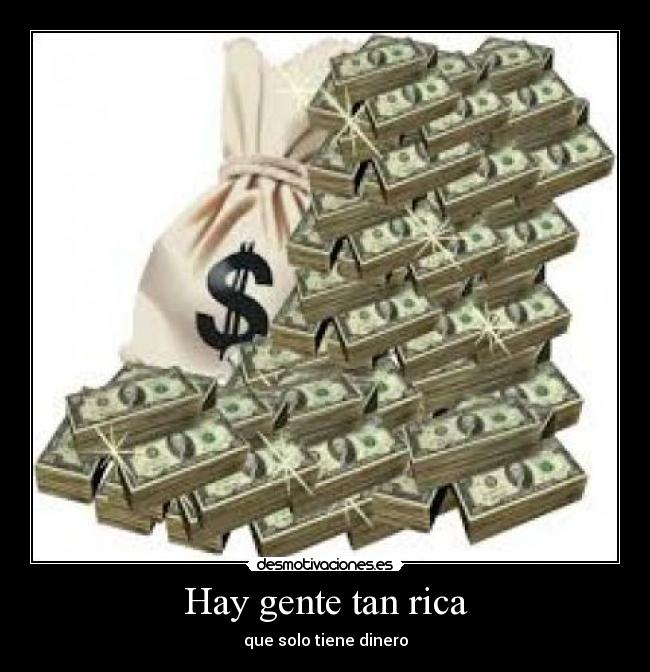 $
desmotivaciones.es
Hay gente tan rica
que solo tiene dinero